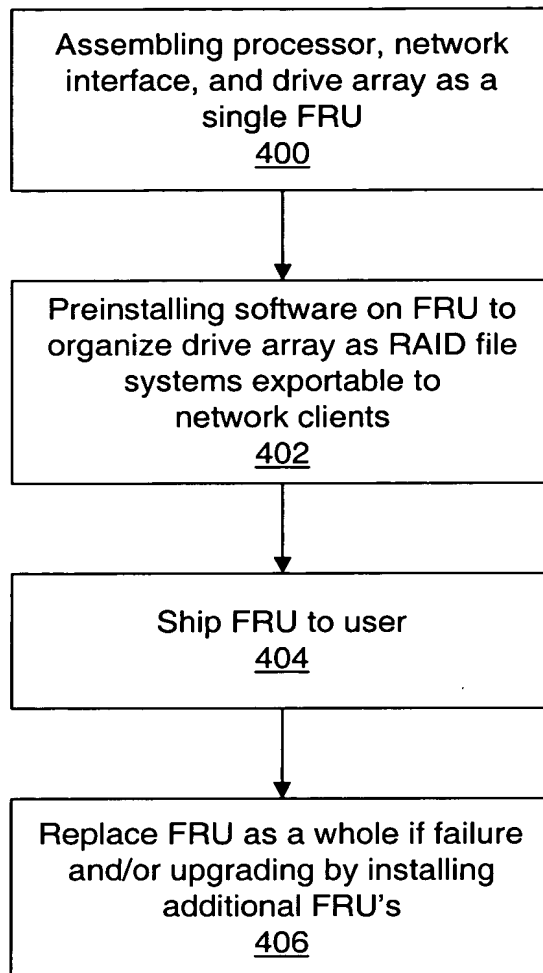 Assembling processor, network
interface, and drive array as a
single FRU
400
Preinstalling software on FRU to
organize drive array as RAID file
systems exportable to
network clients
402
Ship FRU to user
404
Replace FRU as a whole if failure
and/or upgrading by installing
additional FRU's
406